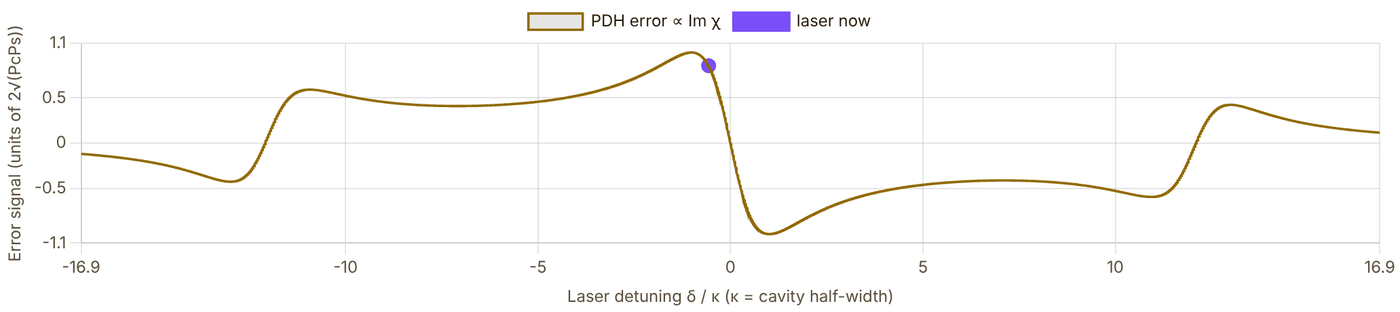 PDH error ∝ Im χ laser now
Error signal (units of 2√(PcPs))
1.1
0.5
0
-0.5
-1.1
-16.9 -10 -5 0 5 10 16.9
Laser detuning δ / κ (κ = cavity half-width)